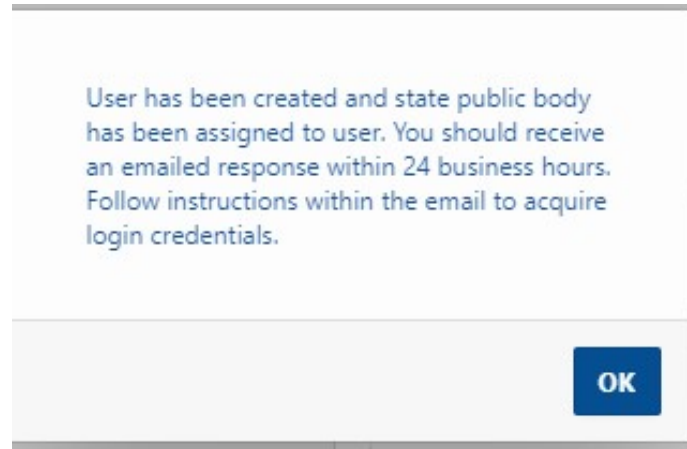 User has been created and state public body
has been assigned to user. You should receive
an emailed response within 24 business hours.
Follow instructions within the email to acquire
login credentials.
OK